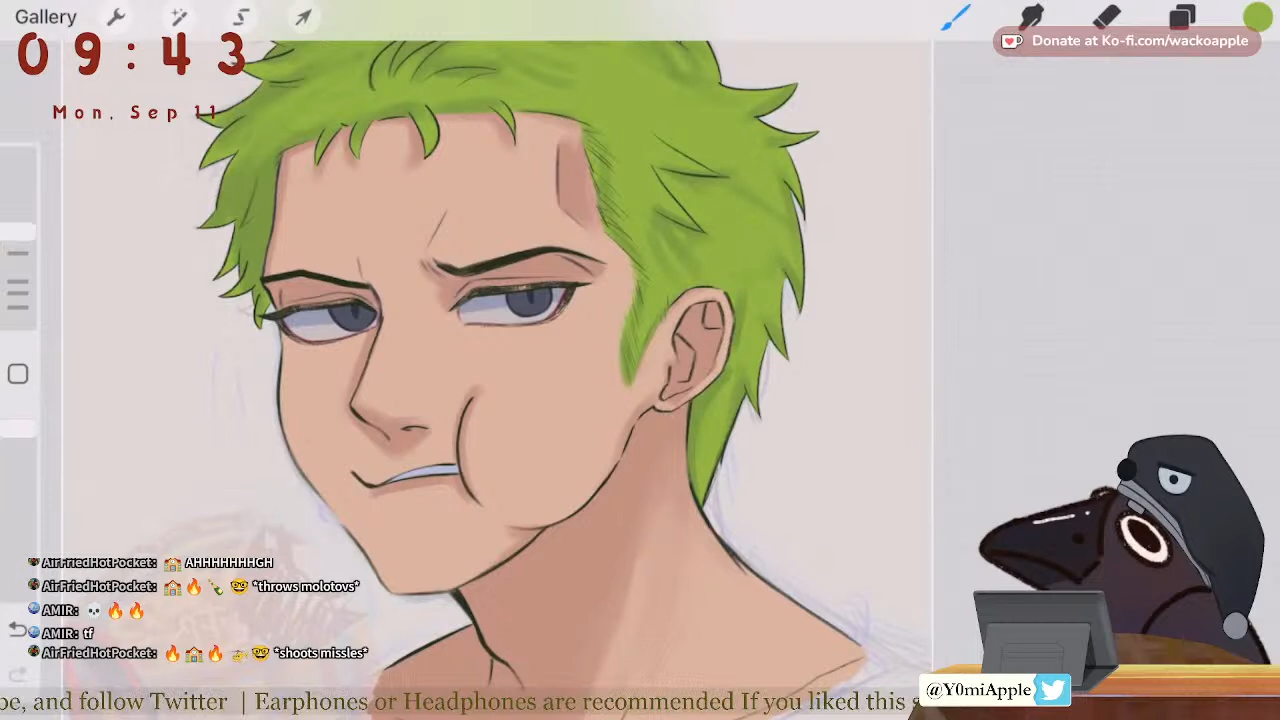 Gallery
09:43
Mon, Sep 11
Donate at Ko-fi.com/wackoapple
AirFriedHotPocket: 🏫 AHHHHHHHGH
AirFriedHotPocket: 🏫 🔥 🍾 🤓 *throws molotovs*
AMIR: 💀 🔥 🔥
AMIR: tf
AirFriedHotPocket: 🔥 🏫 🔥 🚁 🤓 *shoots missles*
@Y0miApple
be, and follow Twitter | Earphones or Headphones are recommended If you liked this s